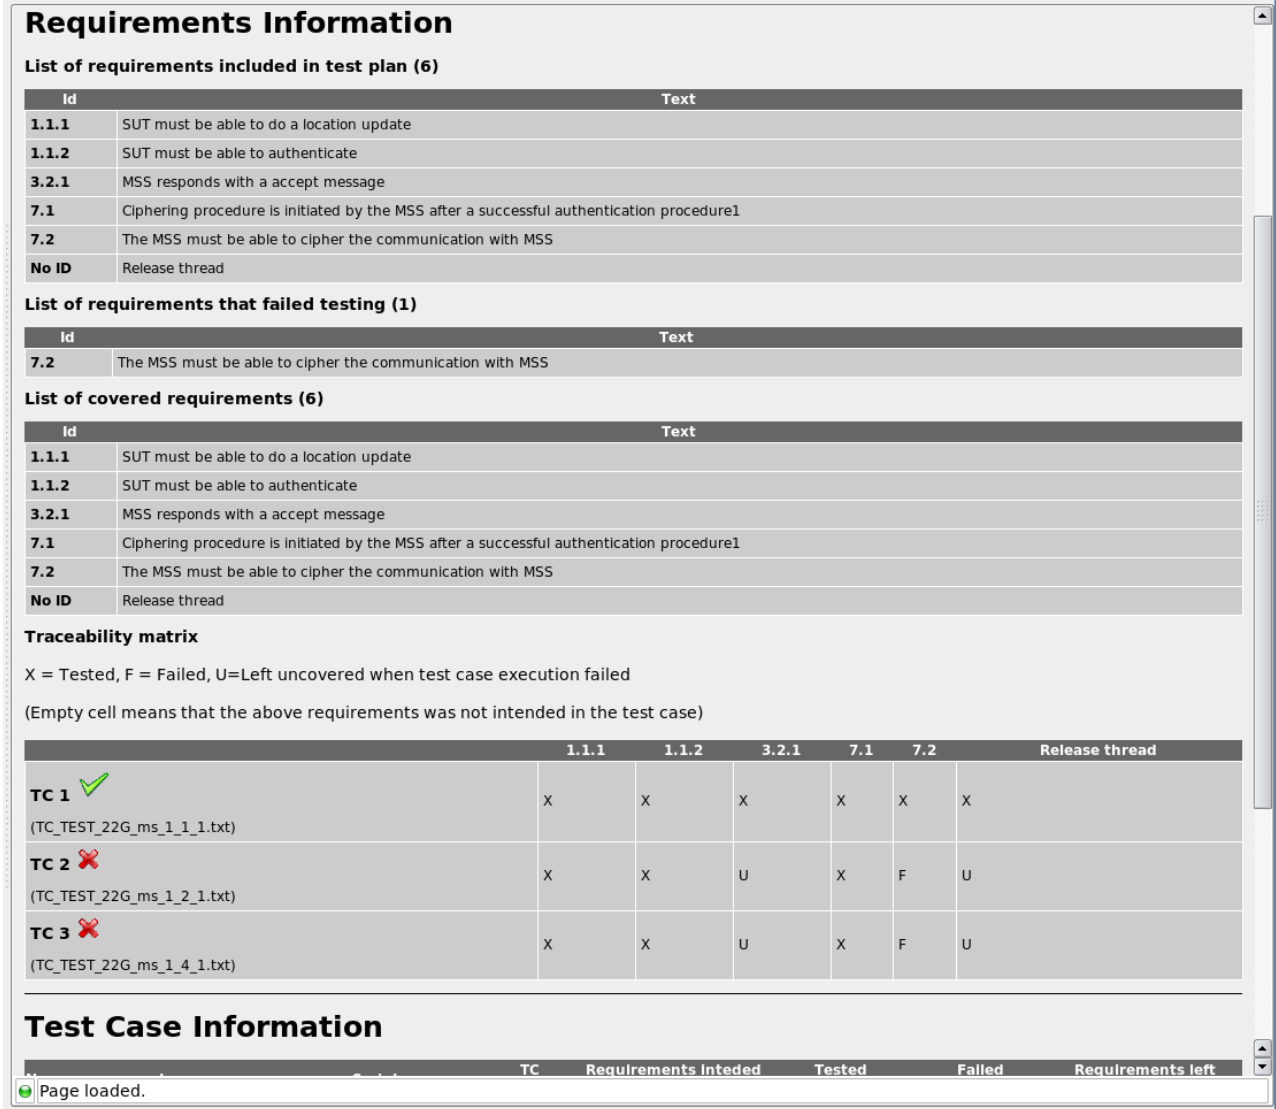 Requirements Information
List of requirements included in test plan (6)
Id Text
1.1.1 SUT must be able to do a location update
1.1.2 SUT must be able to authenticate
3.2.1 MSS responds with a accept message
7.1 Ciphering procedure is initiated by the MSS after a successful authentication procedure1
7.2 The MSS must be able to cipher the communication with MSS
No ID Release thread
List of requirements that failed testing (1)
Id Text
7.2 The MSS must be able to cipher the communication with MSS
List of covered requirements (6)
Id Text
1.1.1 SUT must be able to do a location update
1.1.2 SUT must be able to authenticate
3.2.1 MSS responds with a accept message
7.1 Ciphering procedure is initiated by the MSS after a successful authentication procedure1
7.2 The MSS must be able to cipher the communication with MSS
No ID Release thread
Traceability matrix
X = Tested, F = Failed, U=Left uncovered when test case execution failed
(Empty cell means that the above requirements was not intended in the test case)
1.1.1 1.1.2 3.2.1 7.1 7.2 Release thread
TC 1
X X X X X X
(TC_TEST_22G_ms_1_1_1.txt)
TC 2
X X U X F U
(TC_TEST_22G_ms_1_2_1.txt)
TC 3
X X U X F U
(TC_TEST_22G_ms_1_4_1.txt)
Test Case Information
TC Requirements inteded Tested Failed Requirements left
Page loaded.